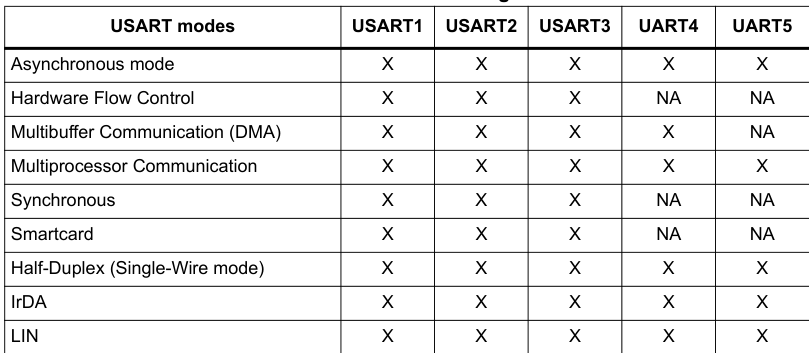 USART modes USART1 USART2 USART3 UART4 UART5
Asynchronous mode X X X X X
Hardware Flow Control X X X NA NA
Multibuffer Communication (DMA) X X X X NA
Multiprocessor Communication X X X X X
Synchronous X X X NA NA
Smartcard X X X NA NA
Half-Duplex (Single-Wire mode) X X X X X
IrDA X X X X X
LIN X X X X X